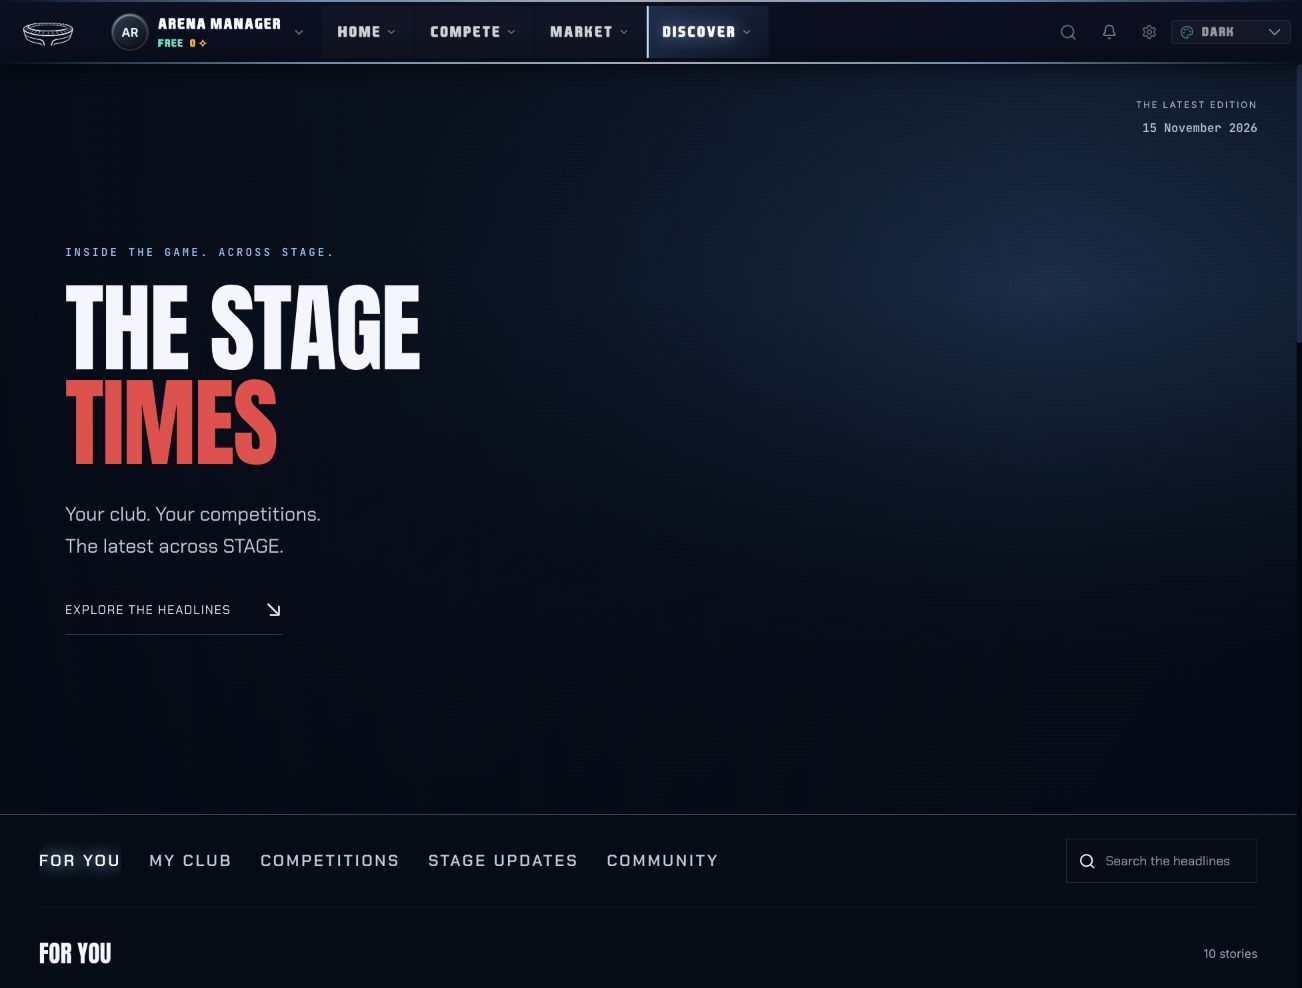 AR
ARENA MANAGER
FREE 0
HOME
COMPETE
MARKET
DISCOVER
DARK
THE LATEST EDITION
15 November 2026
INSIDE THE GAME. ACROSS STAGE.
THE STAGE
TIMES
Your club. Your competitions.
The latest across STAGE.
EXPLORE THE HEADLINES
FOR YOU
MY CLUB
COMPETITIONS
STAGE UPDATES
COMMUNITY
Search the headlines
FOR YOU
10 stories